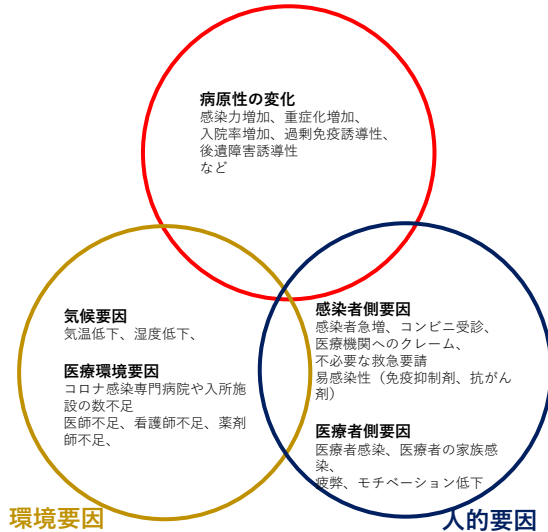 病原性の変化
感染力増加、重症化増加、
入院率増加、過剰免疫誘導性、
後遺障害誘導性
など
気候要因
気温低下、湿度低下、
医療環境要因
コロナ感染専門病院や入所施
設の数不足
医師不足、看護師不足、薬剤
師不足、
感染者側要因
感染者急増、コンビニ受診、
医療機関へのクレーム、
不必要な救急要請
易感染性（免疫抑制剤、抗がん
剤）
医療者側要因
医療者感染、医療者の家族感
染、
疲弊、モチベーション低下
環境要因
人的要因